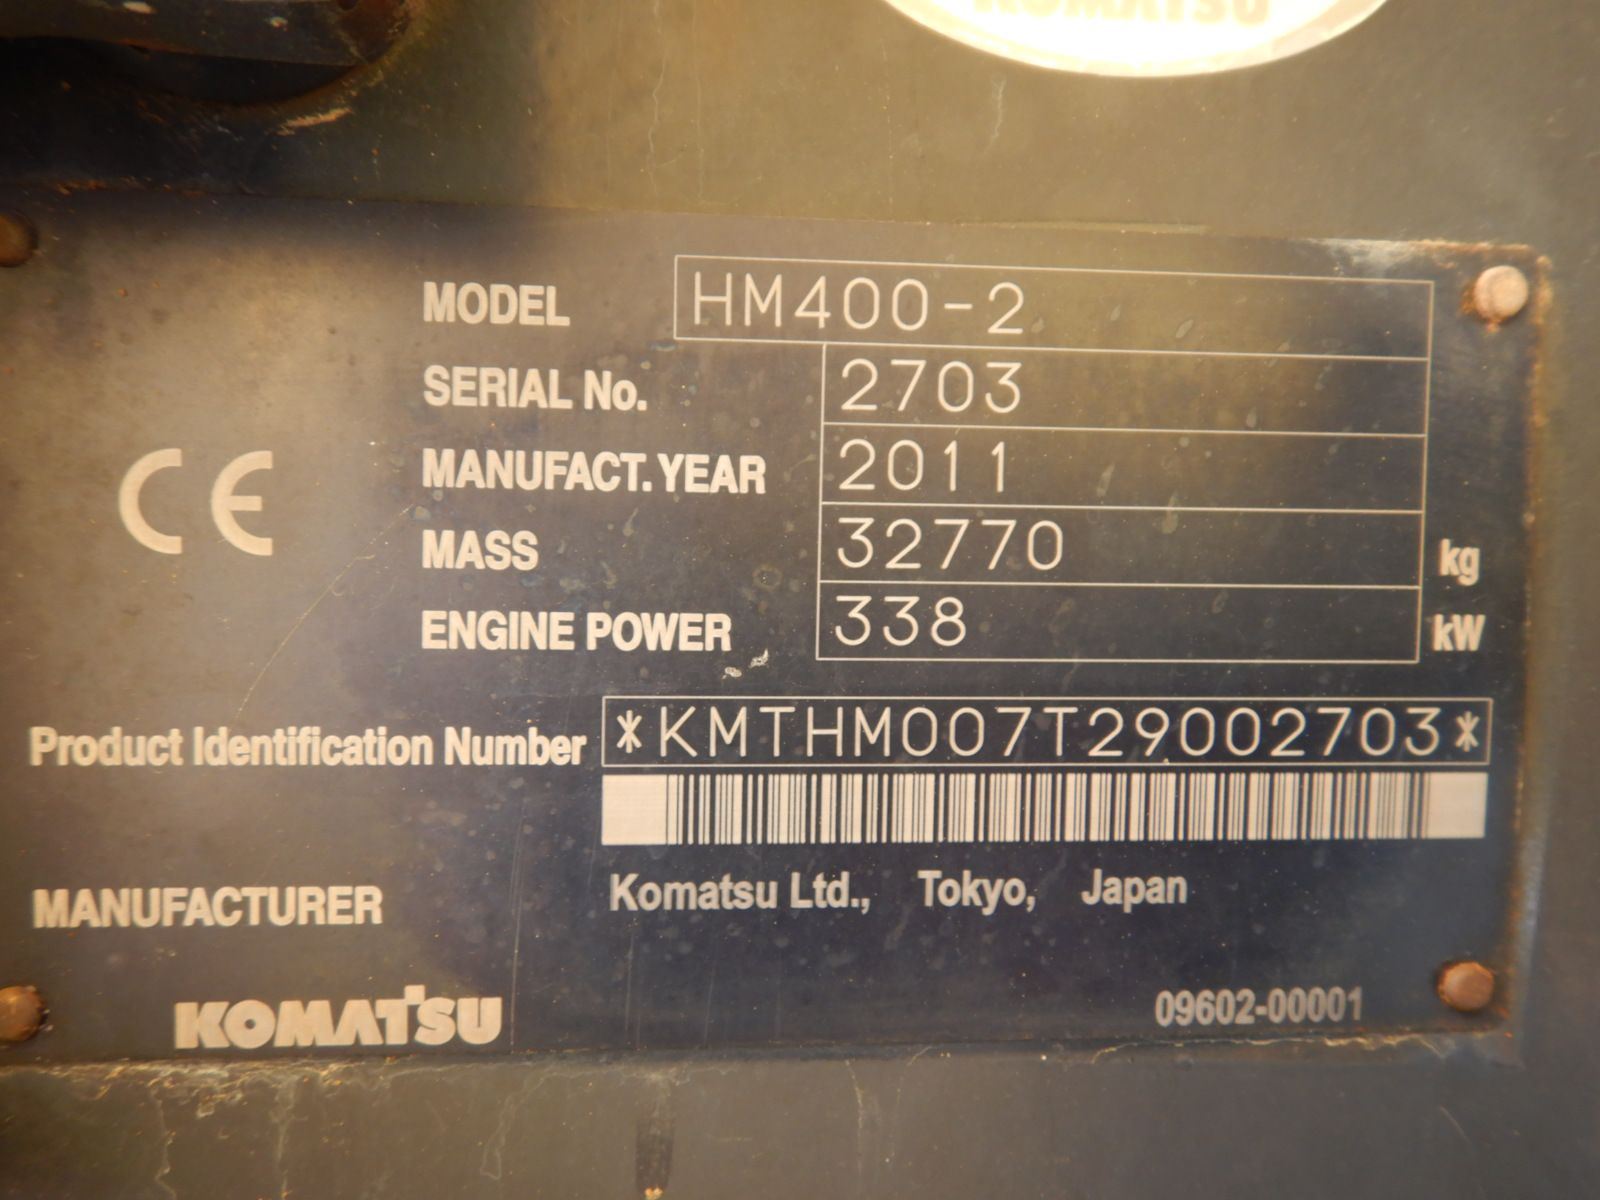 KOMATSU
MODEL HM400-2
SERIAL No. 2703
MANUFACT. YEAR 2011
CE
MASS 32770 kg
ENGINE POWER 338 kW
Product Identification Number *KMTHM007T29002703*
MANUFACTURER Komatsu Ltd., Tokyo, Japan
KOMATSU 09602-00001